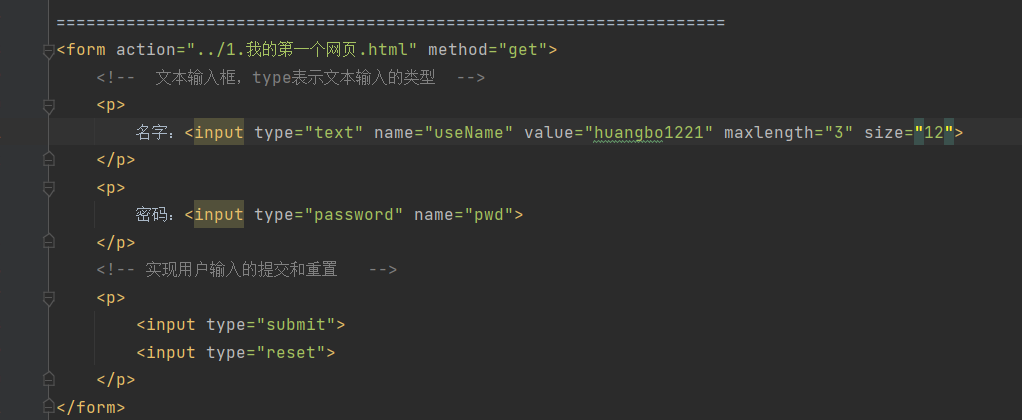 ===================================================================
<form action="../1.我的第一个网页.html" method="get">
<!--  文本输入框，type表示文本输入的类型  -->
<p>
名字：<input type="text" name="useName" value="huangbo1221" maxlength="3" size="12">
</p>
<p>
密码：<input type="password" name="pwd">
</p>
<!-- 实现用户输入的提交和重置   -->
<p>
<input type="submit">
<input type="reset">
</p>
</form>